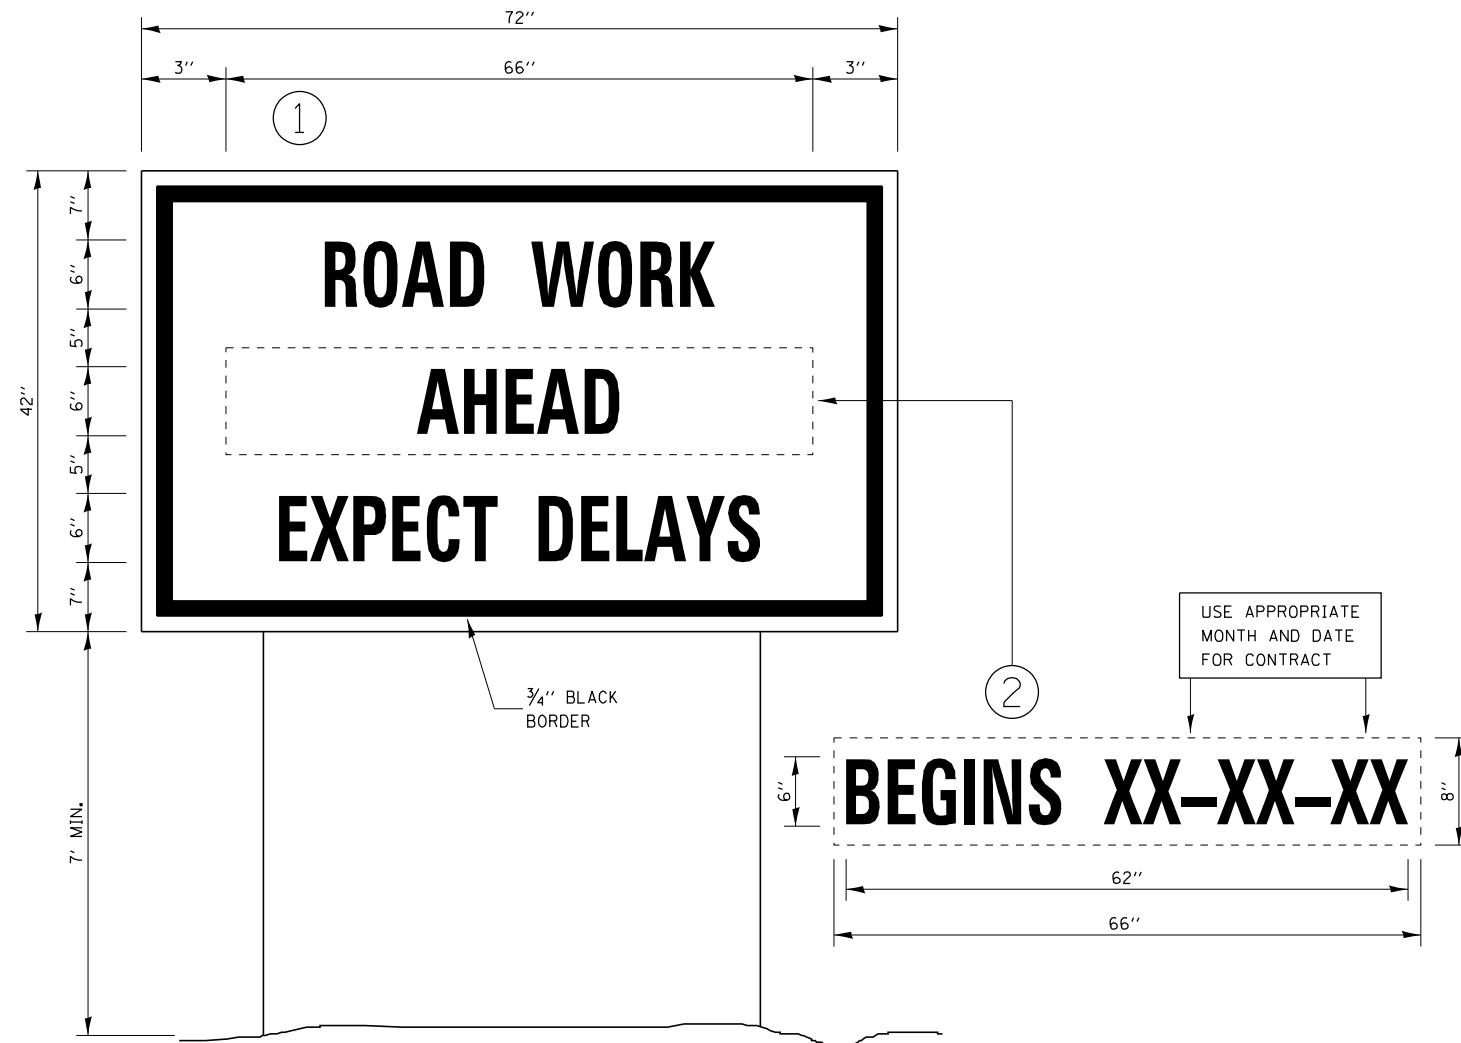 72''
3'' 66'' 3''
1
7''
6''
5''
6''
5''
6''
7''
42''
ROAD WORK
AHEAD
EXPECT DELAYS
3/4'' BLACK
BORDER
7' MIN.
2
USE APPROPRIATE
MONTH AND DATE
FOR CONTRACT
6''
BEGINS XX-XX-XX
8''
62''
66''